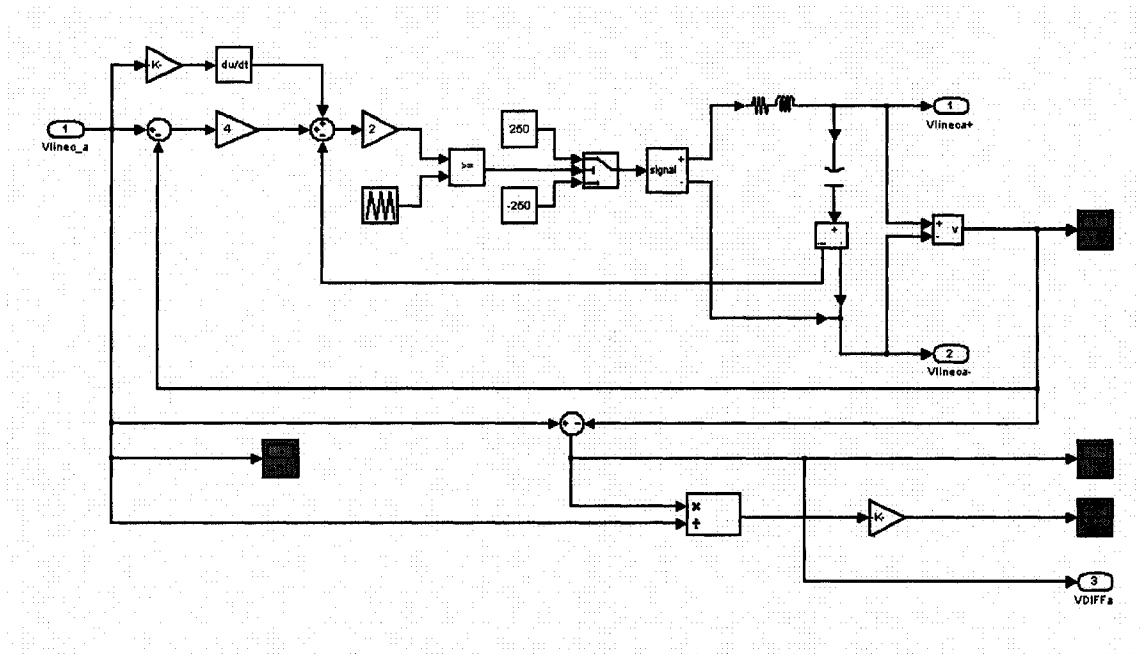 -K-
du/dt
1
Vlineo_a
4
2
>=
250
-250
signal
+
-
1
Vlineoa+
+
-
v
2
Vlineoa-
-K-
3
VDIFFa